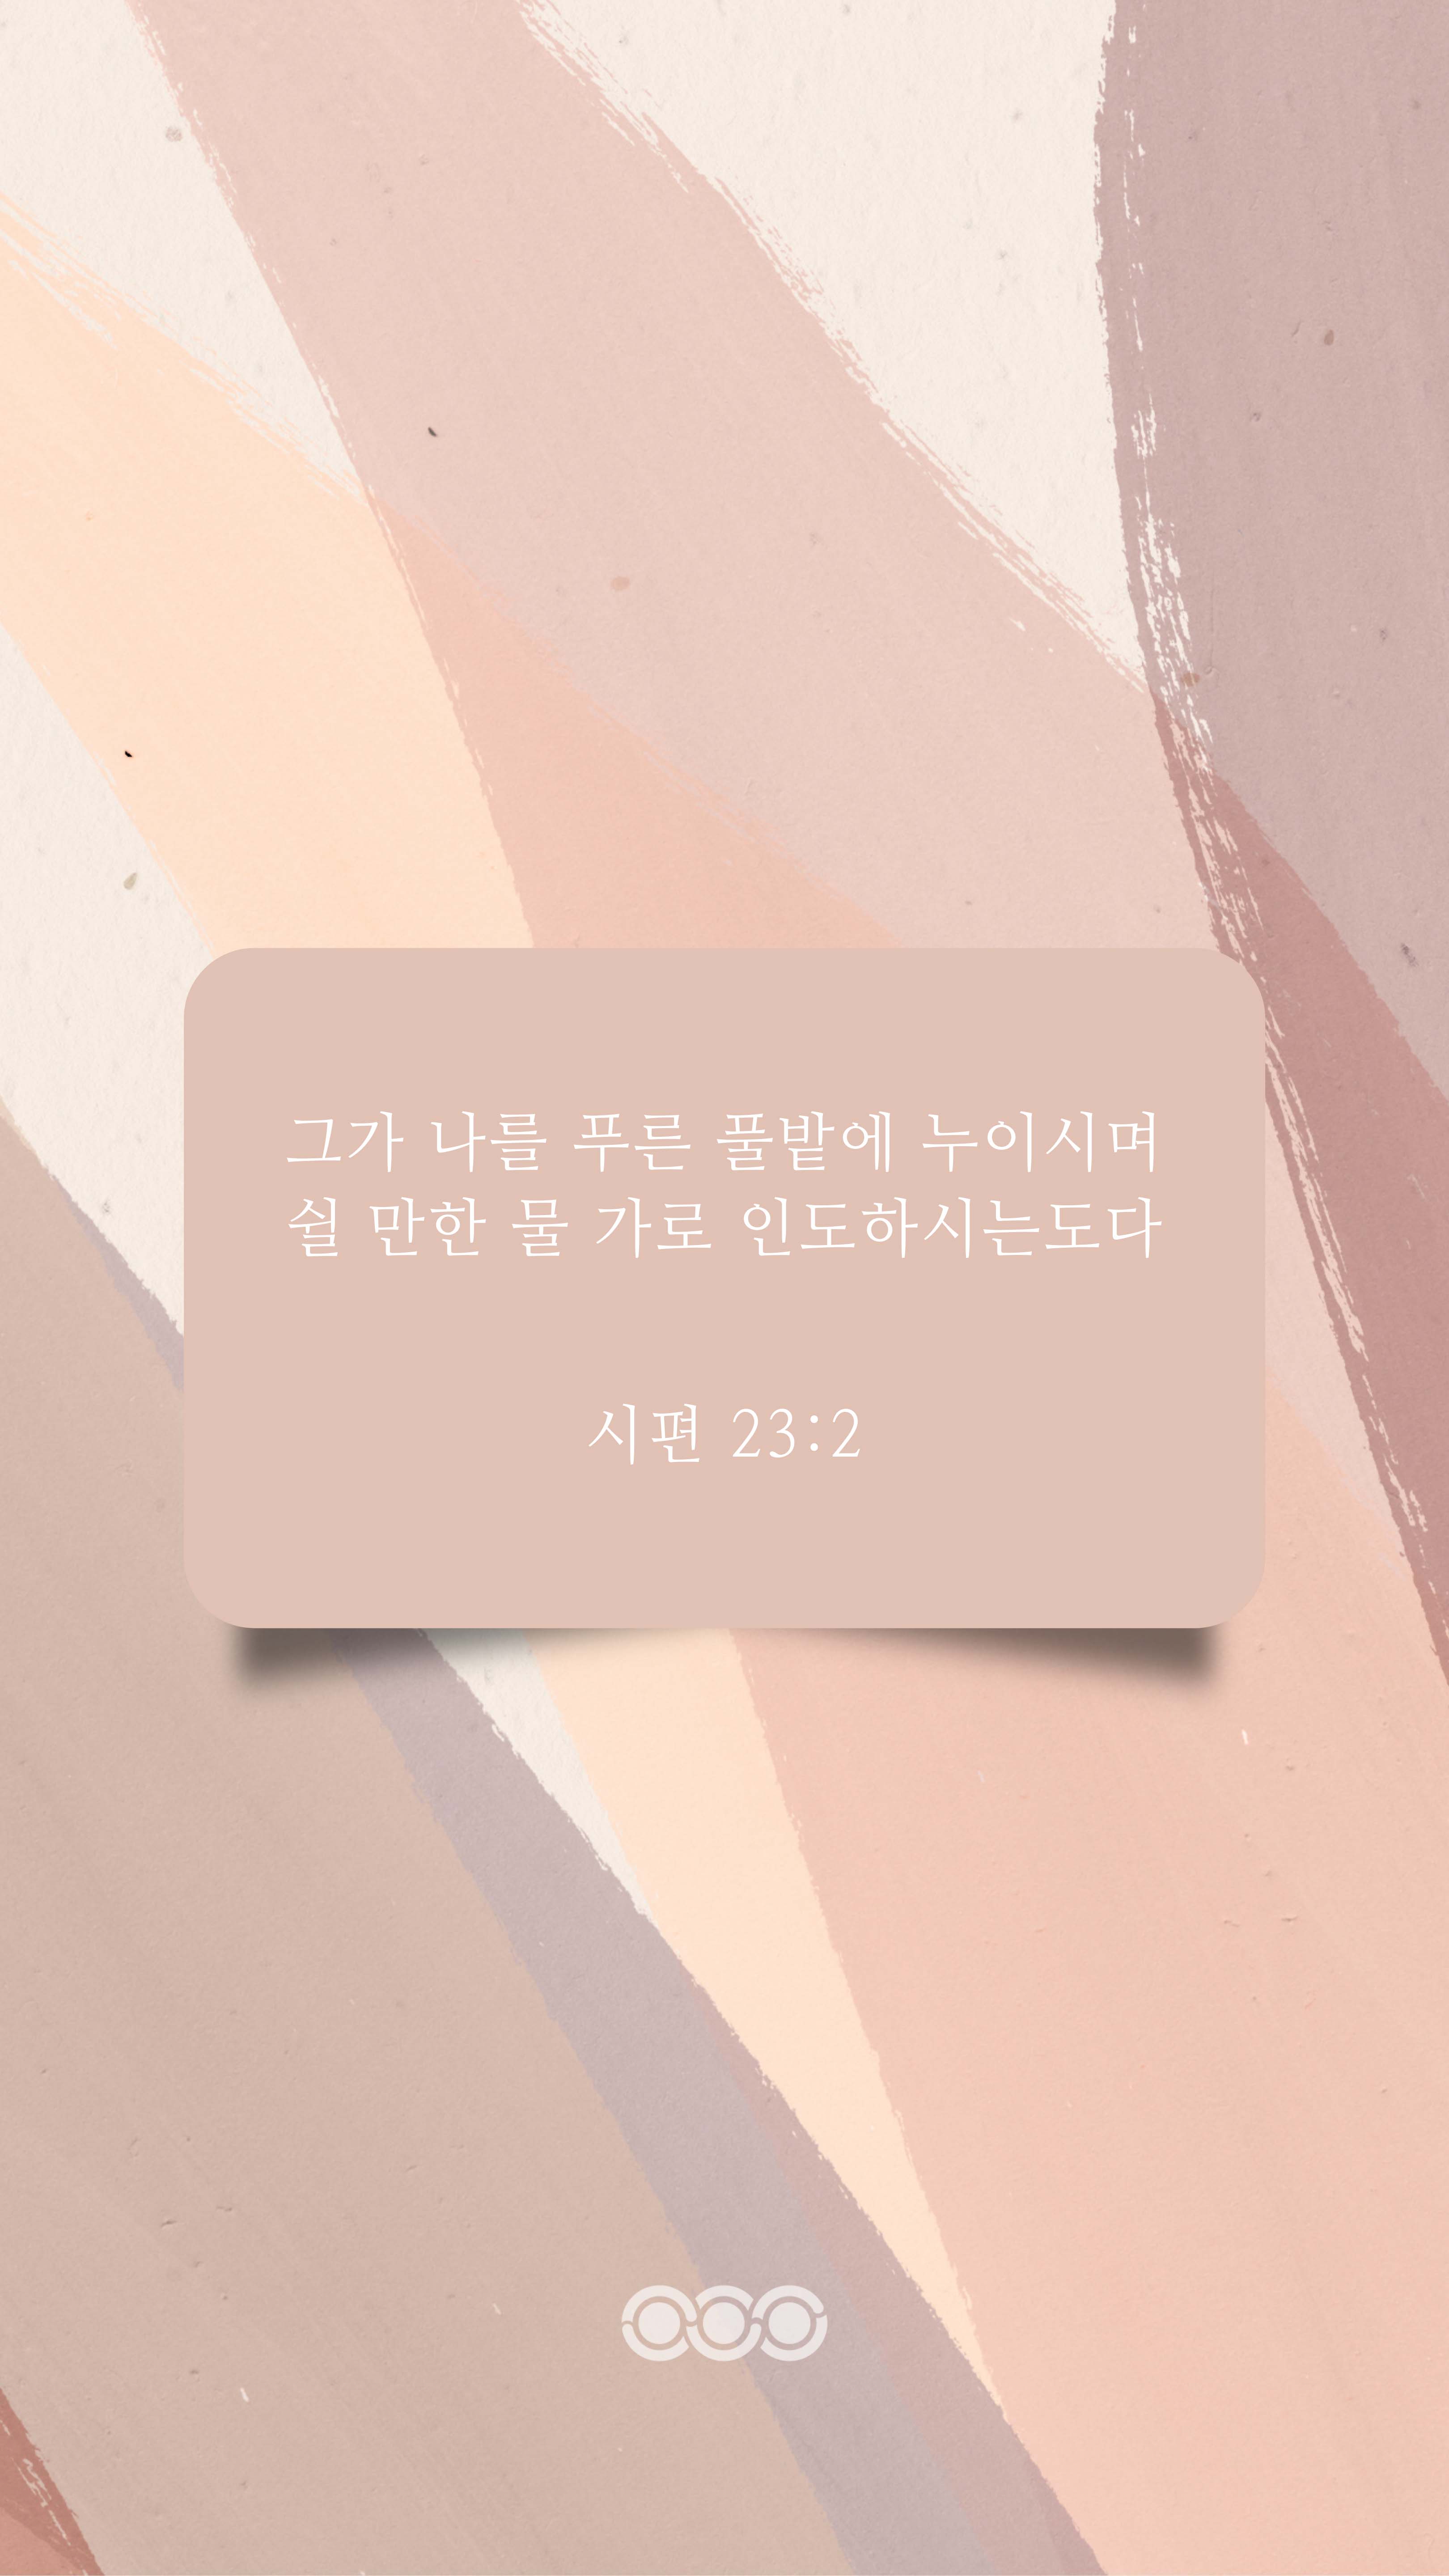 그가 나를 푸른 풀밭에 누이시며
쉴 만한 물 가로 인도하시는도다
시편 23:2